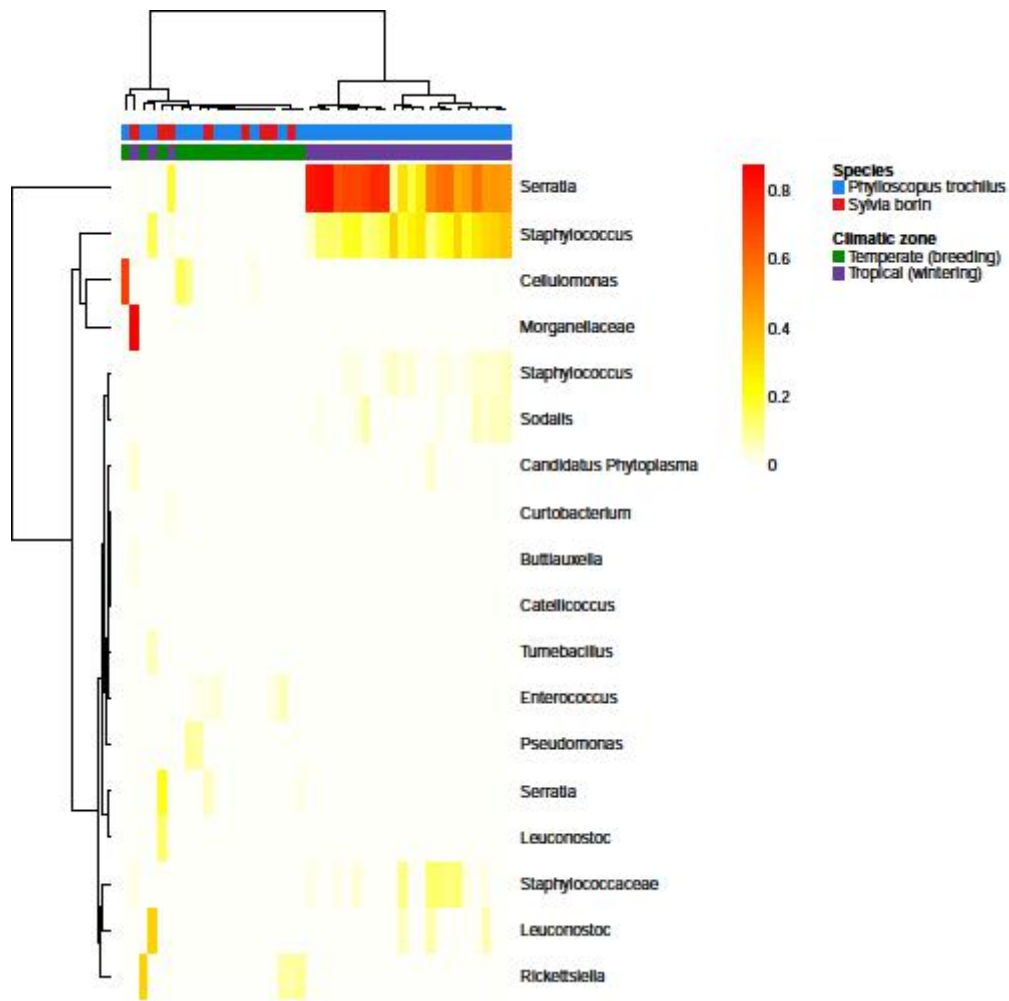 Serratia
Staphylococcus
Cellulomonas
Morganellaceae
Staphylococcus
Sodalis
Candidatus Phytoplasma
Curtobacterium
Buttiauxella
Catellicoccus
Tumebacillus
Enterococcus
Pseudomonas
Serratia
Leuconostoc
Staphylococcaceae
Leuconostoc
Rickettsiella
0.8
0.6
0.4
0.2
0
Species
Phylloscopus trochilus
Sylvia borin
Climatic zone
Temperate (breeding)
Tropical (wintering)